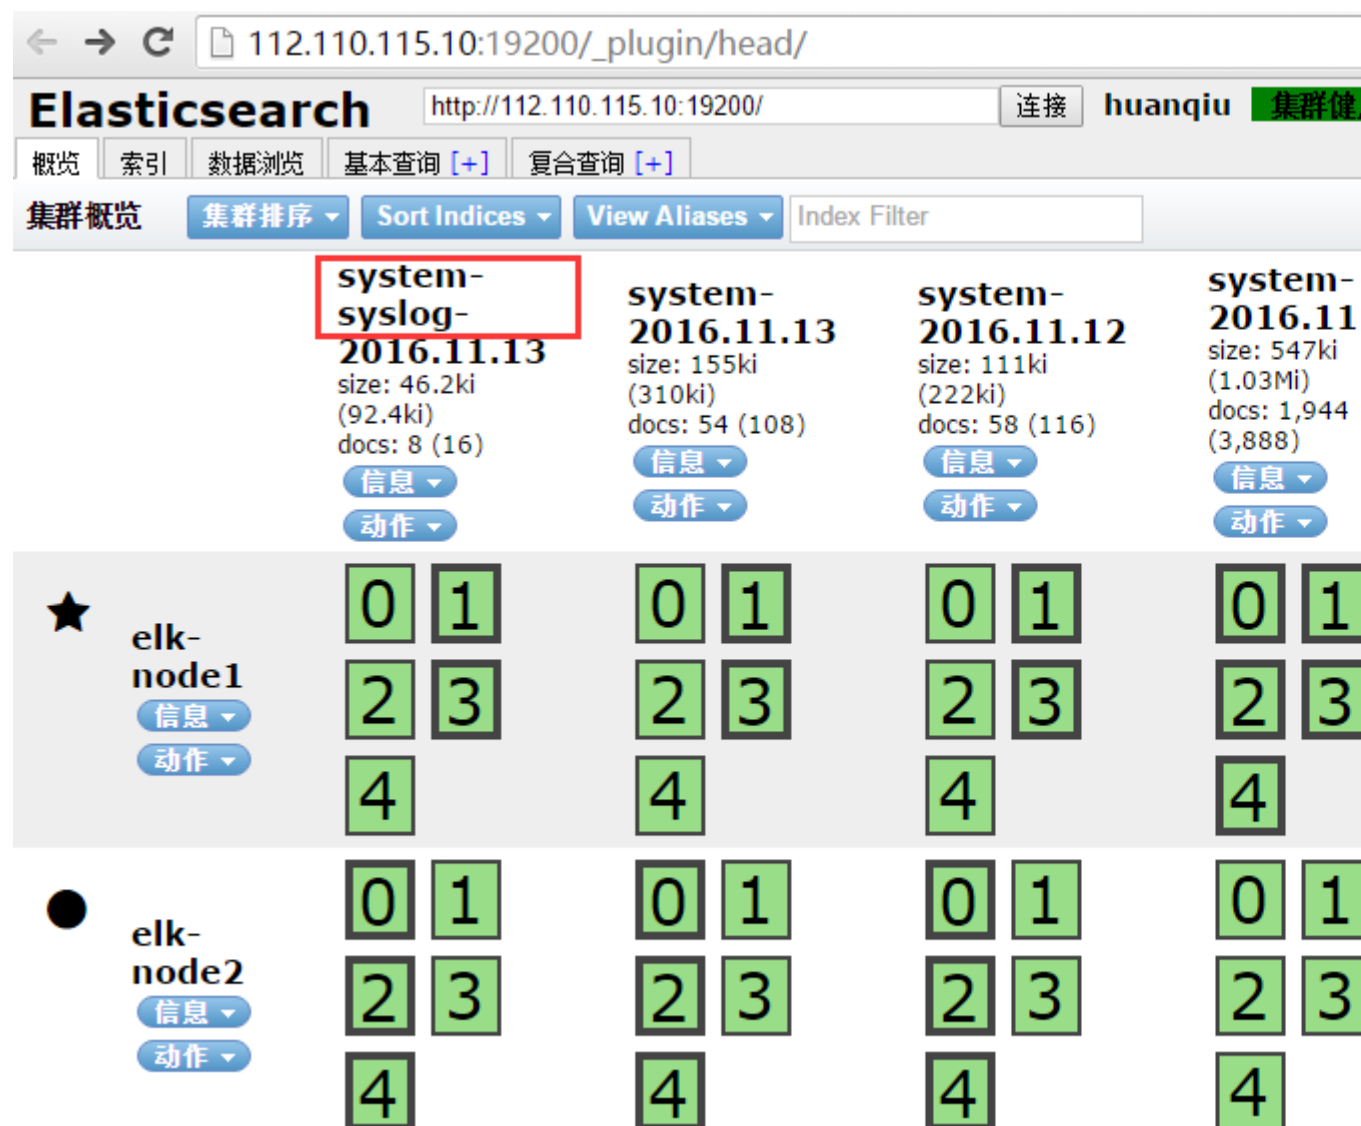 112.110.115.10:19200/_plugin/head/
Elasticsearch http://112.110.115.10:19200/ 连接 huanqiu 集群健
概览 索引 数据浏览 基本查询 [+] 复合查询 [+]
集群概览 集群排序 Sort Indices View Aliases Index Filter
system-
syslog-
2016.11.13
size: 46.2ki
(92.4ki)
docs: 8 (16)
信息
动作
system-
2016.11.13
size: 155ki
(310ki)
docs: 54 (108)
信息
动作
system-
2016.11.12
size: 111ki
(222ki)
docs: 58 (116)
信息
动作
system-
2016.11
size: 547ki
(1.03Mi)
docs: 1,944
(3,888)
信息
动作
elk-
node1
信息
动作
0 1 0 1 0 1 0 1
2 3 2 3 2 3 2 3
4 4 4 4
elk-
node2
信息
动作
0 1 0 1 0 1 0 1
2 3 2 3 2 3 2 3
4 4 4 4